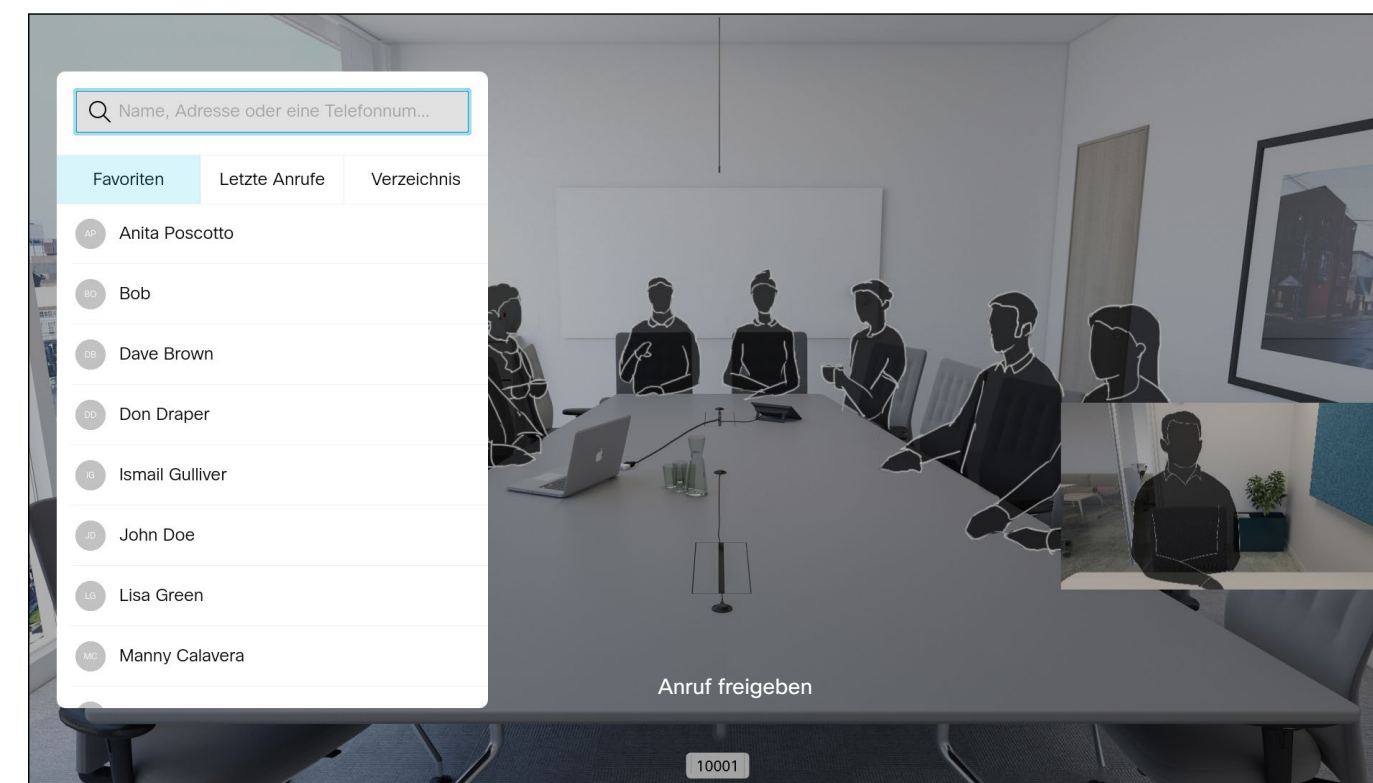 Name, Adresse oder eine Telefonnum...
Favoriten
Letzte Anrufe
Verzeichnis
AP
Anita Poscotto
BO
Bob
DB
Dave Brown
DD
Don Draper
IG
Ismail Gulliver
JD
John Doe
LG
Lisa Green
MC
Manny Calavera
Anruf freigeben
10001